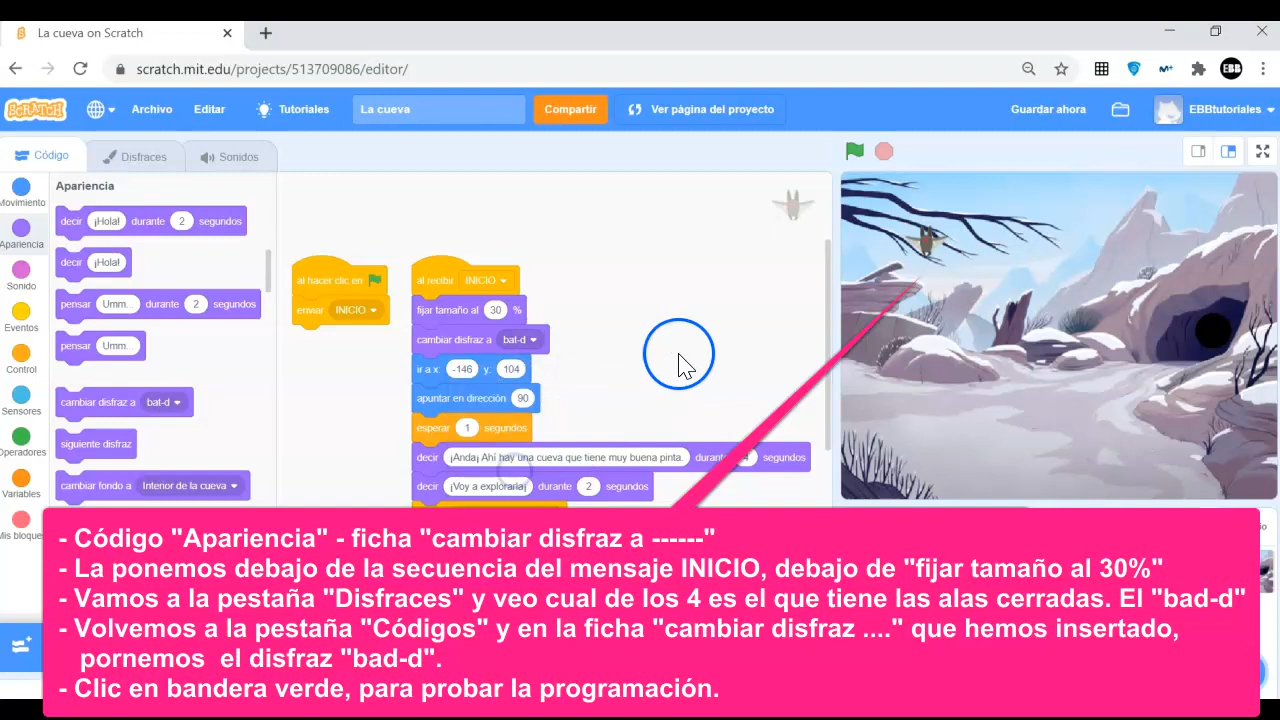 La cueva on Scratch
scratch.mit.edu/projects/513709086/editor/
EBB
SCRATCH Archivo Editar Tutoriales La cueva Compartir Ver página del proyecto Guardar ahora EBBtutoriales
Código Disfraces Sonidos
Movimiento
Apariencia
Sonido
Eventos
Control
Sensores
Operadores
Variables
Mis bloque
Apariencia
decir ¡Hola! durante 2 segundos
decir ¡Hola!
pensar Umm... durante 2 segundos
pensar Umm...
cambiar disfraz a bat-d
siguiente disfraz
cambiar fondo a Interior de la cueva
al hacer clic en
enviar INICIO
al recibir INICIO
fijar tamaño al 30 %
cambiar disfraz a bat-d
ir a x: -146 y: 104
apuntar en dirección 90
esperar 1 segundos
decir ¡Anda¡ Ahí hay una cueva que tiene muy buena pinta. durante 4 segundos
decir ¡Voy a explorarla¡ durante 2 segundos
- Código "Apariencia" - ficha "cambiar disfraz a ------"
- La ponemos debajo de la secuencia del mensaje INICIO, debajo de "fijar tamaño al 30%"
- Vamos a la pestaña "Disfraces" y veo cual de los 4 es el que tiene las alas cerradas. El "bad-d"
- Volvemos a la pestaña "Códigos" y en la ficha "cambiar disfraz ...." que hemos insertado,
pornemos el disfraz "bad-d".
- Clic en bandera verde, para probar la programación.